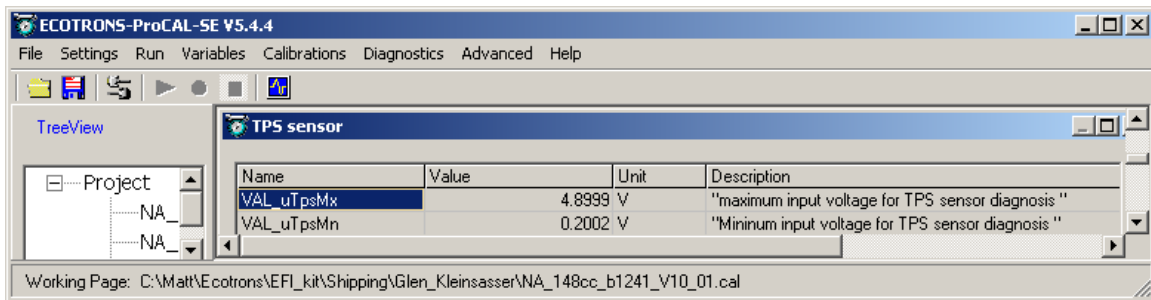 ECOTRONS-ProCAL-SE V5.4.4
File Settings Run Variables Calibrations Diagnostics Advanced Help
TreeView
TPS sensor
Project
NA_
NA_
Name Value Unit Description
VAL_uTpsMx 4.8999 V "maximum input voltage for TPS sensor diagnosis "
VAL_uTpsMn 0.2002 V "Mininum input voltage for TPS sensor diagnosis "
Working Page: C:\Matt\Ecotrons\EFI_kit\Shipping\Glen_Kleinsasser\NA_148cc_b1241_V10_01.cal